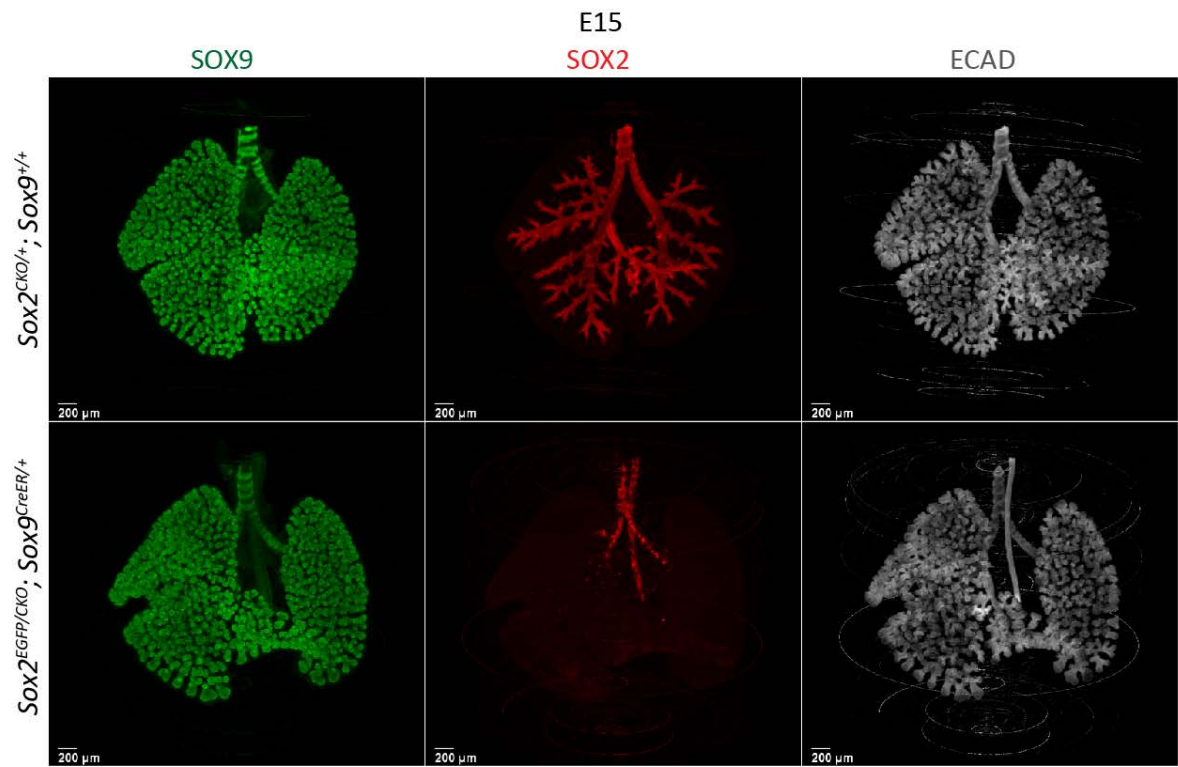 E15
SOX9 SOX2 ECAD
Sox2CKO/+; Sox9+/+
200 µm 200 µm 200 µm
Sox2EGFP/CKO; Sox9CreER/+
200 µm 200 µm 200 µm